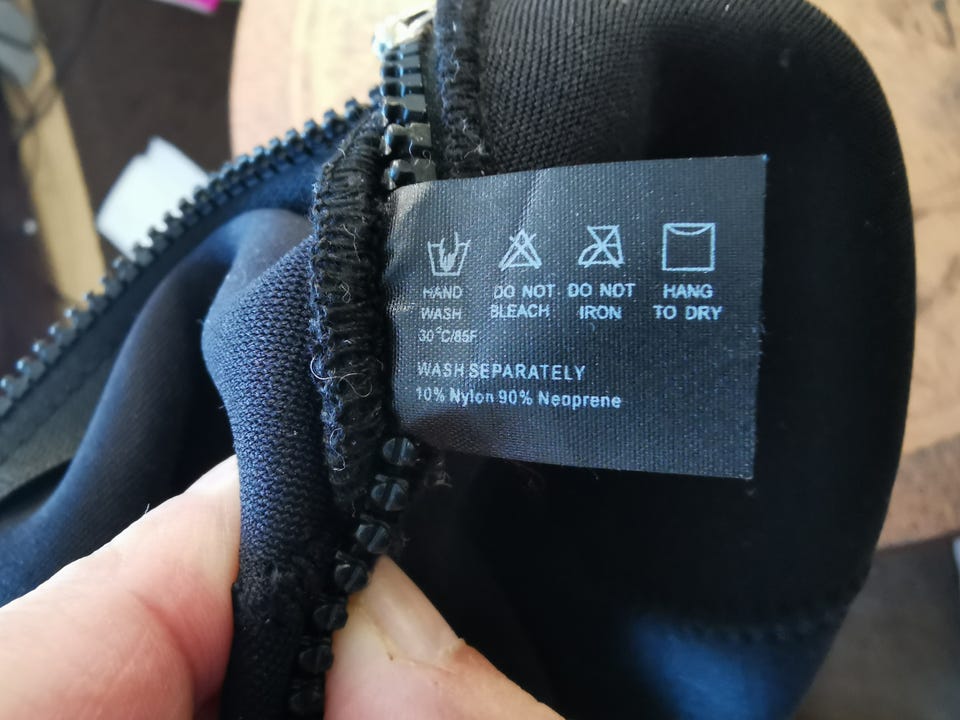 HAND WASH 30°C/85F
DO NOT BLEACH
DO NOT IRON
HANG TO DRY
WASH SEPARATELY
10% Nylon 90% Neoprene